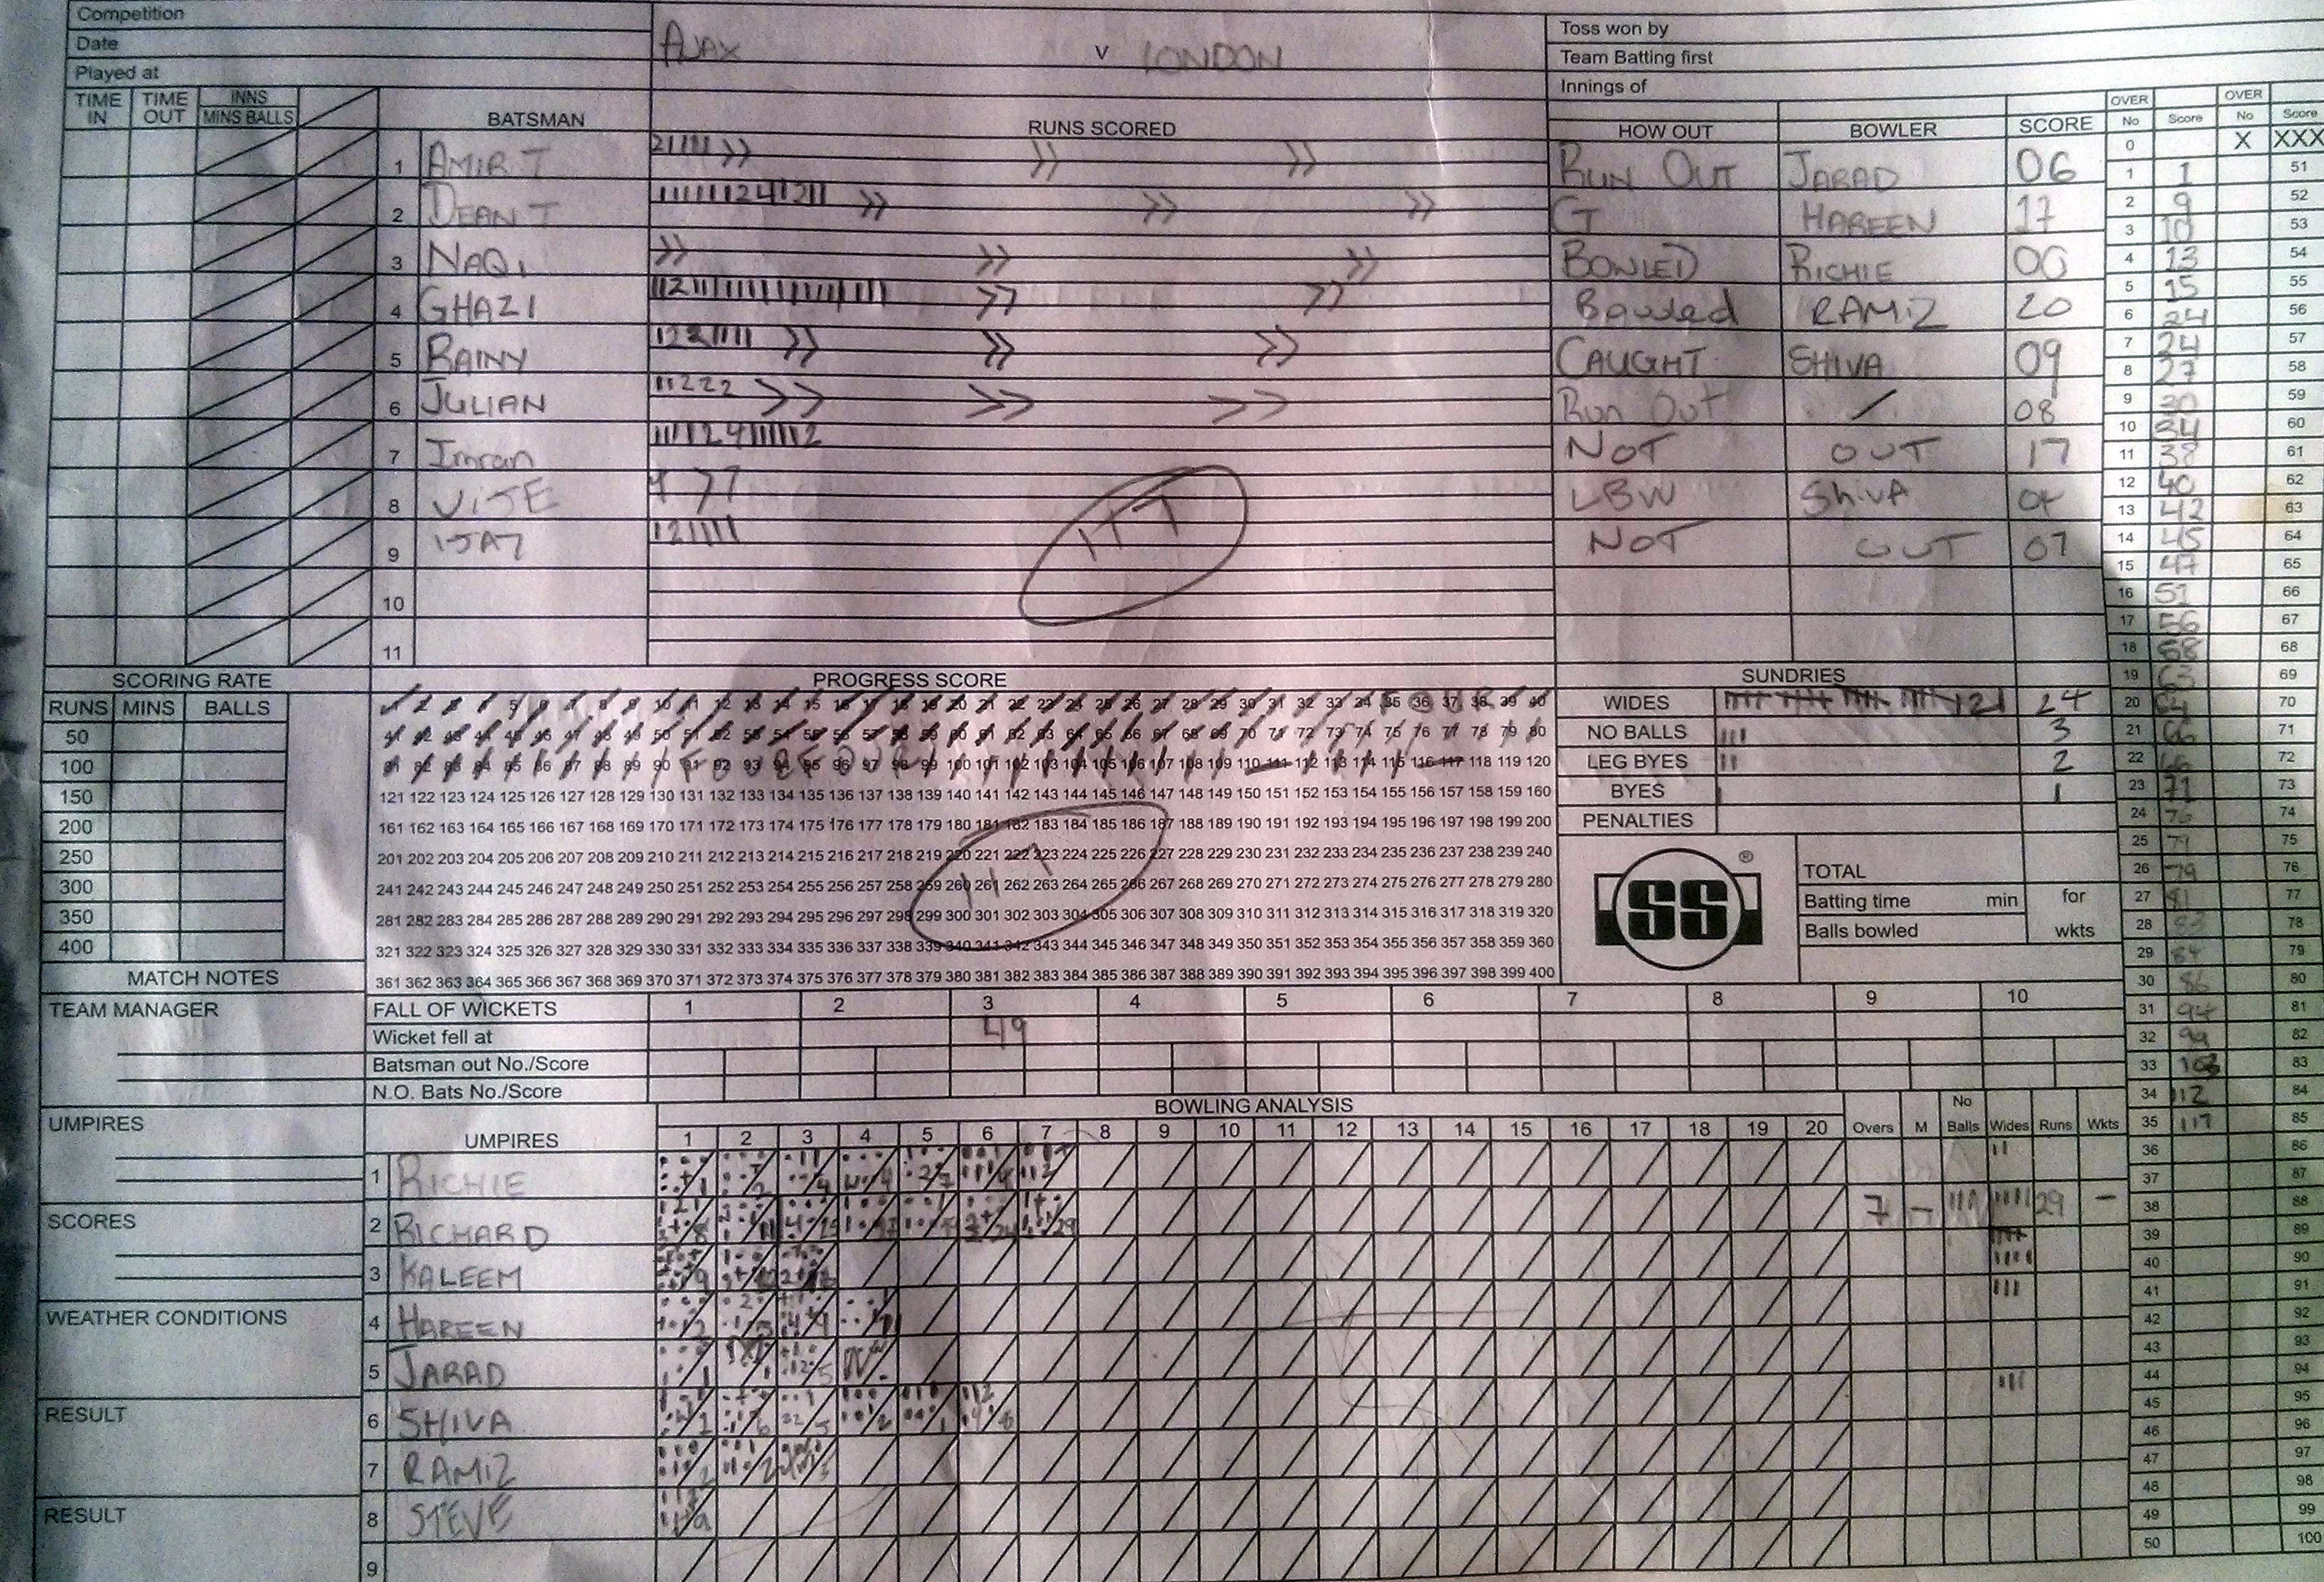 Competition
Date
Played at
AJAX v LONDON
Toss won by
Team Batting first
Innings of
TIME IN TIME OUT INNS MINS BALLS BATSMAN RUNS SCORED HOW OUT BOWLER SCORE OVER No Score OVER No Score
0 X XXX
1 AMIR T 21111 RUN OUT JARAD 06
2 DEAN T CT HAREEN 17
3 NAQI BOWLED RICHIE 00
4 GHAZI Bowled RAMIZ 20
5 RAINY CAUGHT SHIVA 09
6 JULIAN 11222 Run Out / 08
7 Imran NOT OUT 17
8 VIJE 4 LBW ShivA 04
9 IJAZ 121111 NOT OUT 07
10
11
117
1 1 51
2 9 52
3 10 53
4 13 54
5 15 55
6 24 56
7 24 57
8 27 58
9 30 59
10 34 60
11 38 61
12 40 62
13 42 63
14 45 64
15 47 65
16 51 66
17 56 67
18 58 68
19 63 69
20 64 70
21 66 71
22 72
23 71 73
24 74
25 79 75
26 79 76
27 81 77
28 83 78
29 84 79
30 86 80
31 94 81
32 99 82
33 83
34 112 84
35 117 85
36 86
37 87
38 88
39 89
40 90
41 91
42 92
43 93
44 94
45 95
46 96
47 97
48 98
49 99
50 100
SCORING RATE
RUNS MINS BALLS
50
100
150
200
250
300
350
400
PROGRESS SCORE
1 2 3 4 5 6 7 8 9 10 11 12 13 14 15 16 17 18 19 20 21 22 23 24 25 26 27 28 29 30 31 32 33 34 35 36 37 38 39 40
41 42 43 44 45 46 47 48 49 50 51 52 53 54 55 56 57 58 59 60 61 62 63 64 65 66 67 68 69 70 71 72 73 74 75 76 77 78 79 80
81 82 83 84 85 86 87 88 89 90 91 92 93 94 95 96 97 98 99 100 101 102 103 104 105 106 107 108 109 110 111 112 113 114 115 116 117 118 119 120
121 122 123 124 125 126 127 128 129 130 131 132 133 134 135 136 137 138 139 140 141 142 143 144 145 146 147 148 149 150 151 152 153 154 155 156 157 158 159 160
161 162 163 164 165 166 167 168 169 170 171 172 173 174 175 176 177 178 179 180 181 182 183 184 185 186 187 188 189 190 191 192 193 194 195 196 197 198 199 200
201 202 203 204 205 206 207 208 209 210 211 212 213 214 215 216 217 218 219 220 221 222 223 224 225 226 227 228 229 230 231 232 233 234 235 236 237 238 239 240
241 242 243 244 245 246 247 248 249 250 251 252 253 254 255 256 257 258 259 260 261 262 263 264 265 266 267 268 269 270 271 272 273 274 275 276 277 278 279 280
281 282 283 284 285 286 287 288 289 290 291 292 293 294 295 296 297 298 299 300 301 302 303 304 305 306 307 308 309 310 311 312 313 314 315 316 317 318 319 320
321 322 323 324 325 326 327 328 329 330 331 332 333 334 335 336 337 338 339 340 341 342 343 344 345 346 347 348 349 350 351 352 353 354 355 356 357 358 359 360
361 362 363 364 365 366 367 368 369 370 371 372 373 374 375 376 377 378 379 380 381 382 383 384 385 386 387 388 389 390 391 392 393 394 395 396 397 398 399 400
117
SUNDRIES
WIDES 121 24
NO BALLS 3
LEG BYES 2
BYES 1
PENALTIES
SS ®
TOTAL
Batting time min for
Balls bowled wkts
MATCH NOTES
TEAM MANAGER
UMPIRES
SCORES
WEATHER CONDITIONS
RESULT
RESULT
FALL OF WICKETS 1 2 3 4 5 6 7 8 9 10
Wicket fell at 49
Batsman out No./Score
N.O. Bats No./Score
BOWLING ANALYSIS
UMPIRES 1 2 3 4 5 6 7 8 9 10 11 12 13 14 15 16 17 18 19 20 Overs M No Balls Wides Runs Wkts
1 RICHIE
2 RICHARD 7 - 29 -
3 KALEEM
4 HAREEN
5 JARAD
6 SHIVA
7 RAMIZ
8 STEVE
9